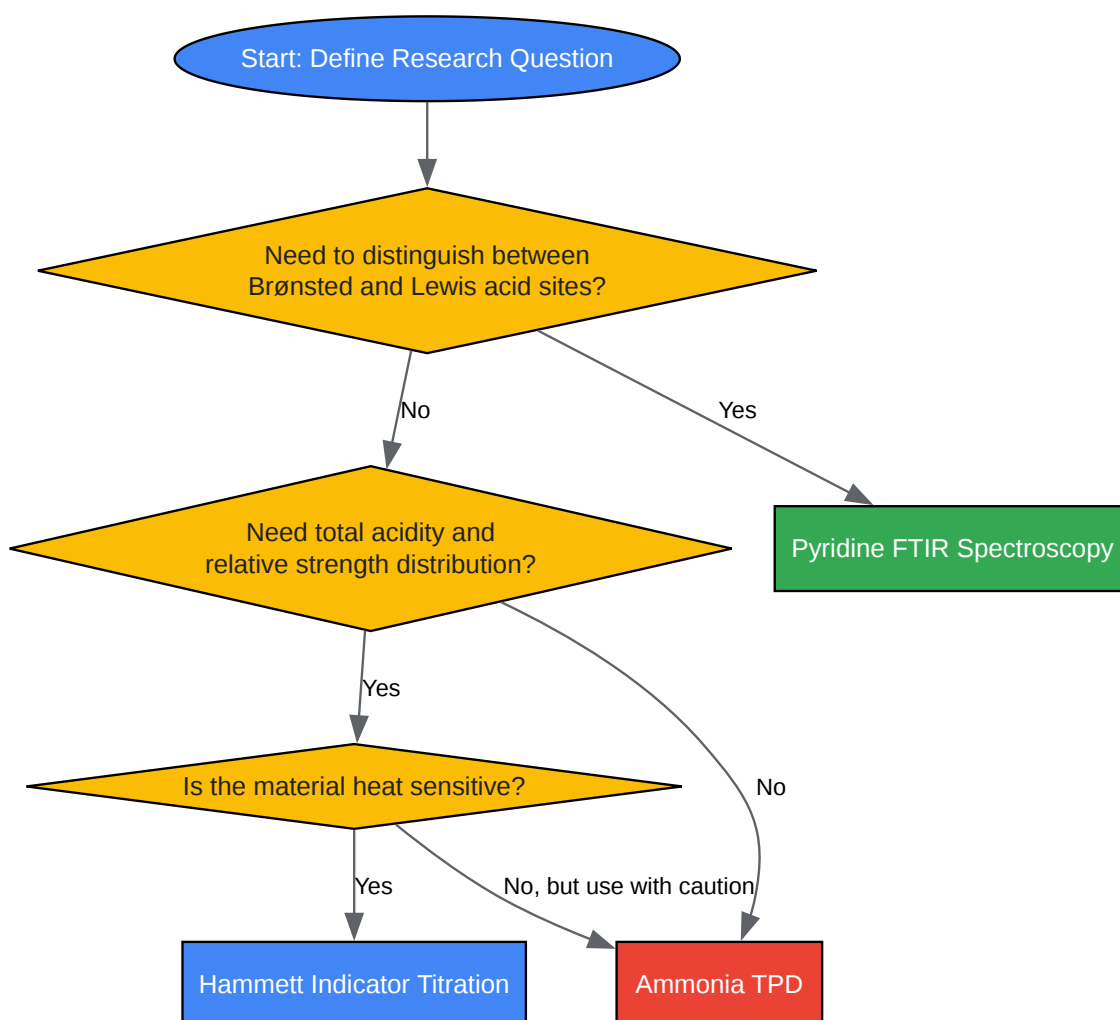 Start: Define Research Question
Need to distinguish between
Brønsted and Lewis acid sites?
No
Yes
Need total acidity and
relative strength distribution?
Pyridine FTIR Spectroscopy
Yes
No
Is the material heat sensitive?
Yes
No, but use with caution
Hammett Indicator Titration
Ammonia TPD